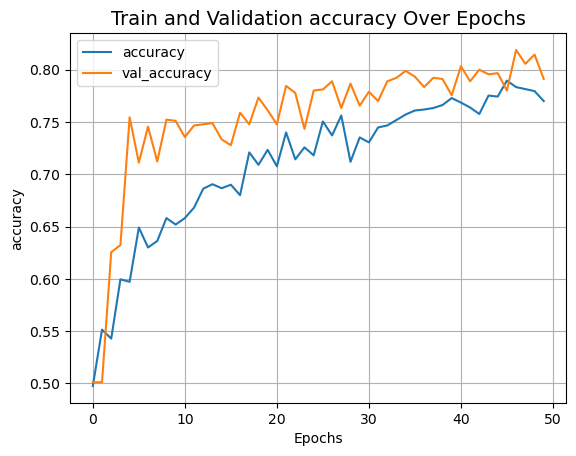 Train and Validation accuracy Over Epochs
accuracy
val_accuracy
0.80
0.75
0.70
0.65
0.60
0.55
0.50
accuracy
0
10
20
30
40
50
Epochs